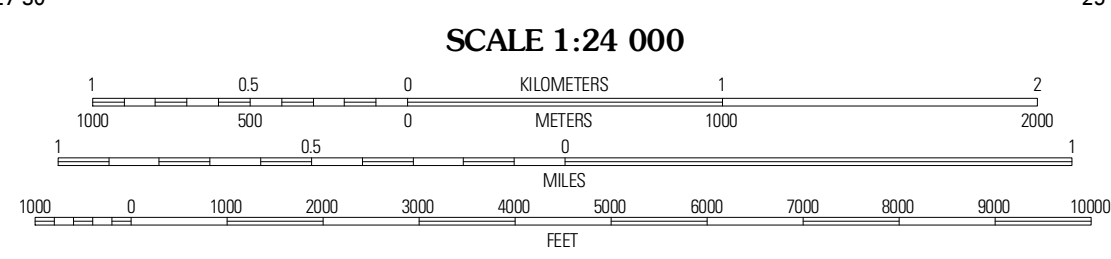 SCALE 1:24 000
1 0.5 0 KILOMETERS 1 2
1000 500 0 METERS 1000 2000
1 0.5 0 1
MILES
1000 0 1000 2000 3000 4000 5000 6000 7000 8000 9000 10000
FEET